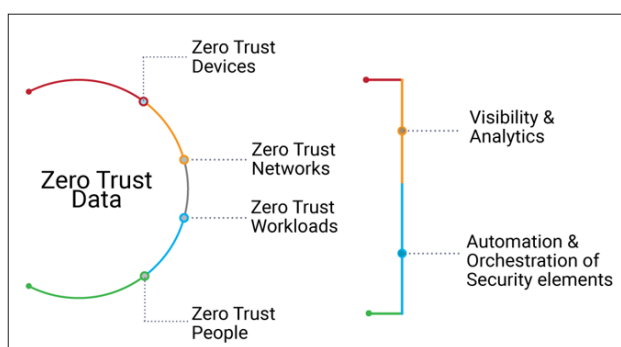 Zero Trust
Devices
Zero Trust
Networks
Zero Trust
Data
Zero Trust
Workloads
Zero Trust
People
Visibility &
Analytics
Automation &
Orchestration of
Security elements